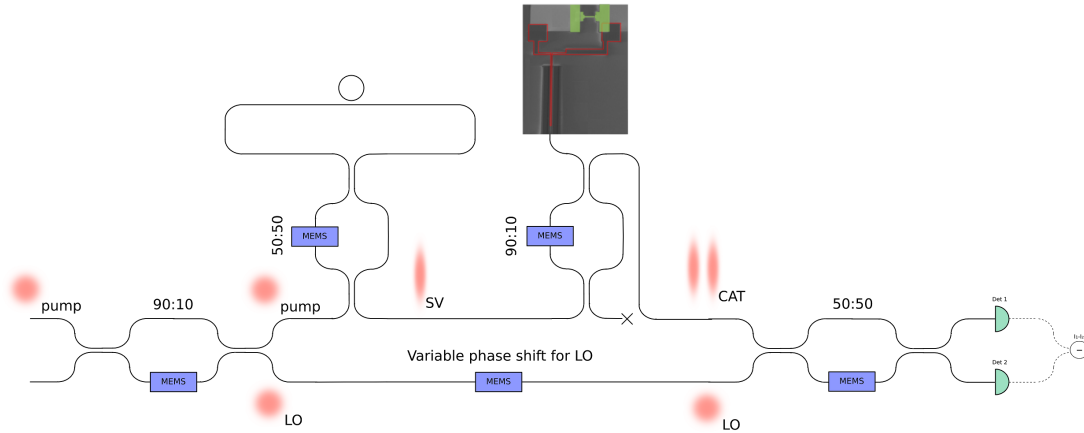 50:50
MEMS
90:10
MEMS
pump
90:10
pump
SV
CAT
50:50
Det 1
Variable phase shift for LO
MEMS
MEMS
MEMS
Det 2
LO
LO
−